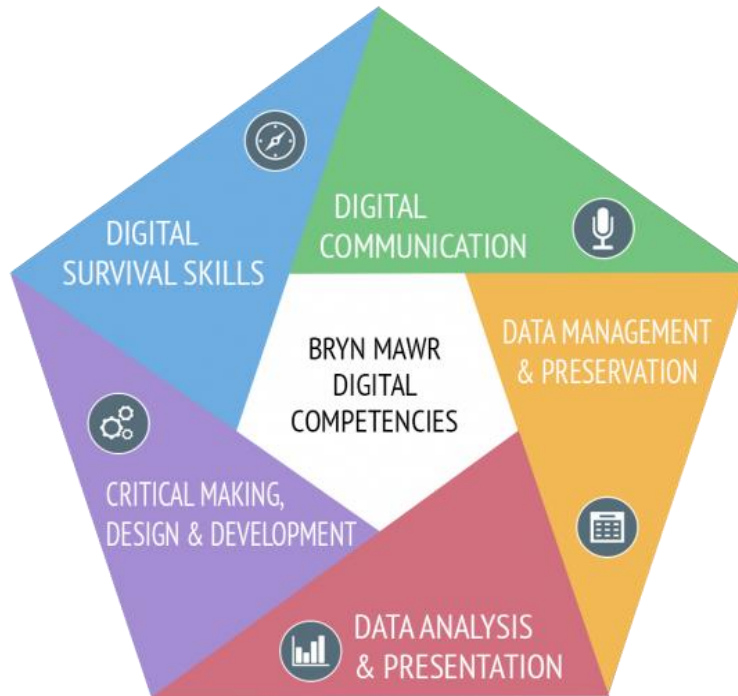 DIGITAL
SURVIVAL SKILLS
DIGITAL
COMMUNICATION
DATA MANAGEMENT
& PRESERVATION
BRYN MAWR
DIGITAL
COMPETENCIES
CRITICAL MAKING,
DESIGN & DEVELOPMENT
DATA ANALYSIS
& PRESENTATION